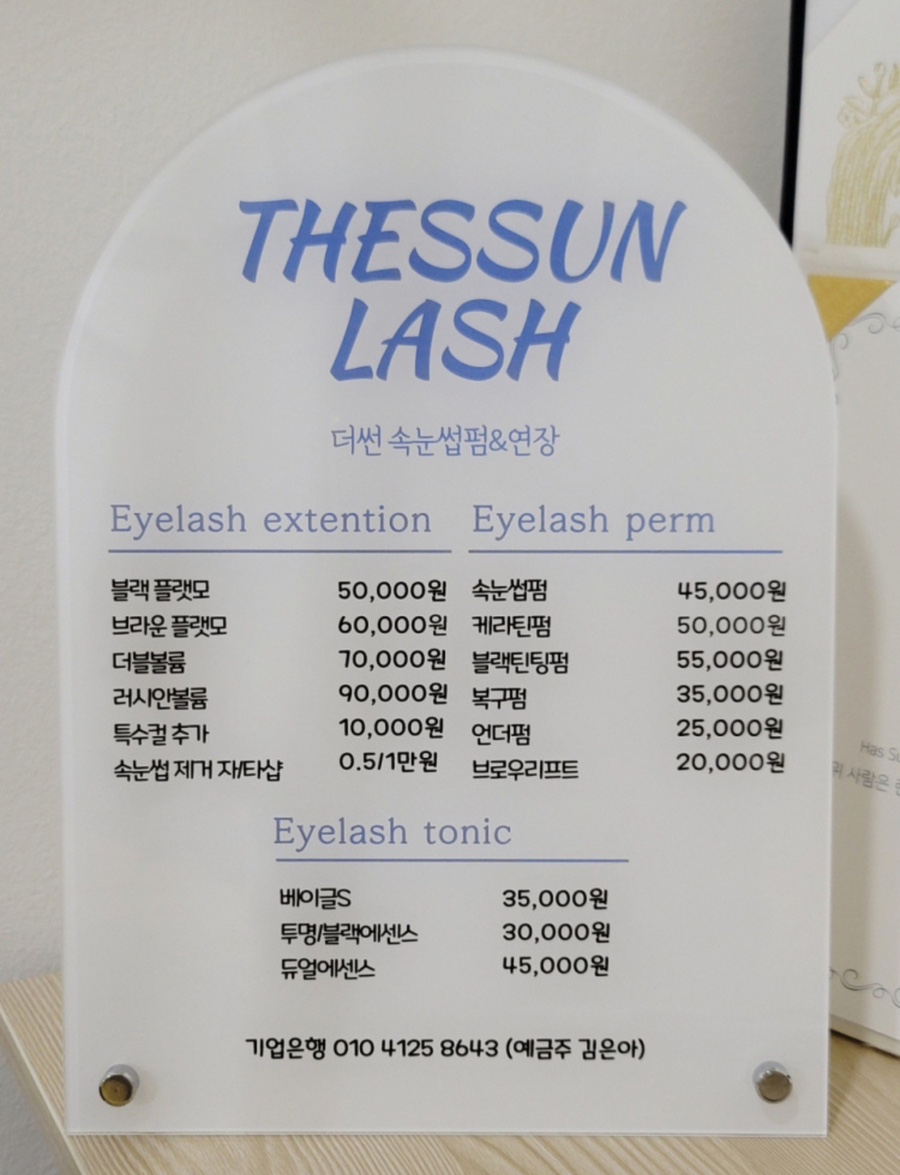 THESSUN
LASH
더썬 속눈썹펌&연장
Eyelash extention
블랙 플랫모 50,000원
브라운 플랫모 60,000원
더블볼륨 70,000원
러시안볼륨 90,000원
특수컬 추가 10,000원
속눈썹 제거 자/타샵 0.5/1만원
Eyelash perm
속눈썹펌 45,000원
케라틴펌 50,000원
블랙틴팅펌 55,000원
복구펌 35,000원
언더펌 25,000원
브로우리프트 20,000원
Eyelash tonic
베이글S 35,000원
투명/블랙에센스 30,000원
듀얼에센스 45,000원
기업은행 010 4125 8643 (예금주 김은아)
Has
사람은